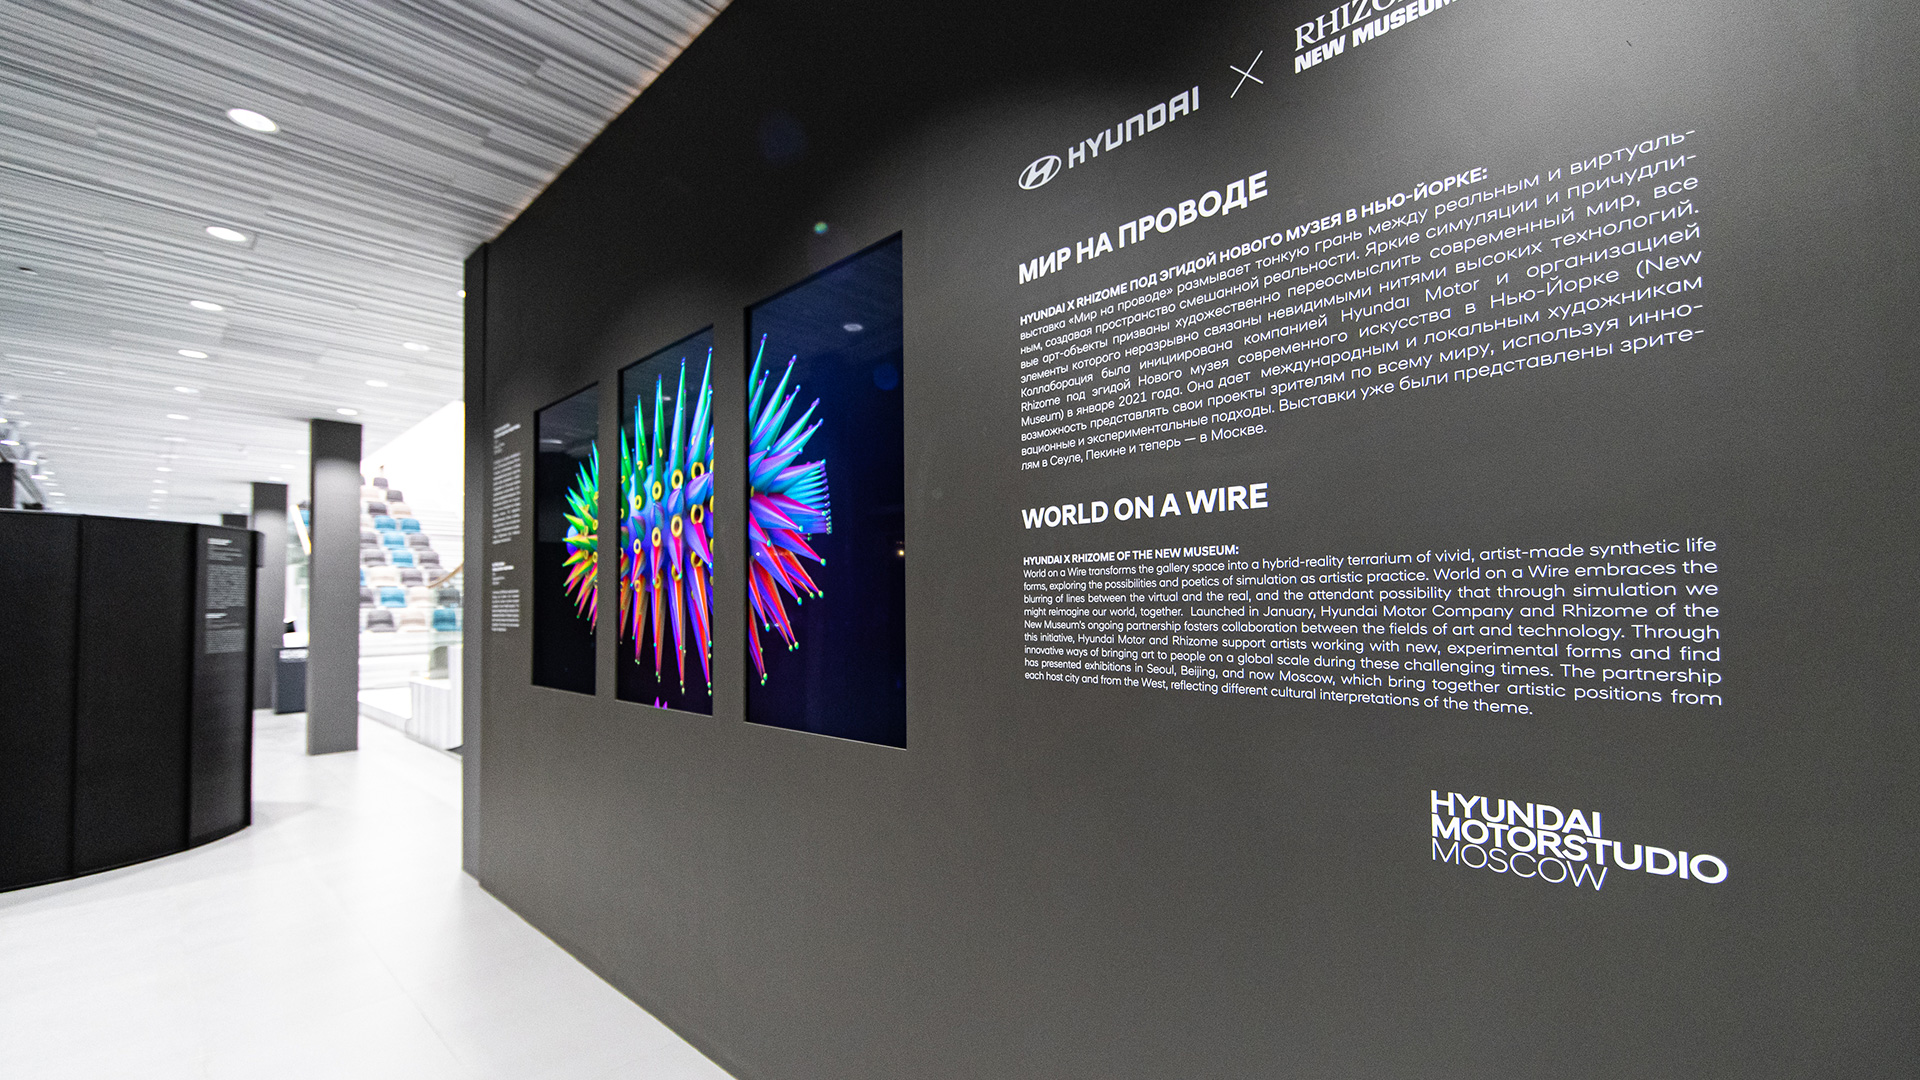 RHIZO
NEW MUSEUM
HYUNDAI
МИР НА ПРОВОДЕ
HYUNDAI X RHIZOME ПОД ЭГИДОЙ НОВОГО МУЗЕЯ В НЬЮ-ЙОРКЕ:
выставка «Мир на проводе» размывает тонкую грань между реальным и виртуаль-
ным, создавая пространство смешанной реальности. Яркие симуляции и причудли-
вые арт-объекты призваны художественно переосмыслить современный мир, все
элементы которого неразрывно связаны невидимыми нитями высоких технологий.
Коллаборация была инициирована компанией Hyundai Motor и организацией
Rhizome под эгидой Нового музея современного искусства в Нью-Йорке (New
Museum) в январе 2021 года. Она дает международным и локальным художникам
возможность представлять свои проекты зрителям по всему миру, используя инно-
вационные и экспериментальные подходы. Выставки уже были представлены зрите-
лям в Сеуле, Пекине и теперь — в Москве.
WORLD ON A WIRE
HYUNDAI X RHIZOME OF THE NEW MUSEUM:
World on a Wire transforms the gallery space into a hybrid-reality terrarium of vivid, artist-made synthetic life
forms, exploring the possibilities and poetics of simulation as artistic practice. World on a Wire embraces the
blurring of lines between the virtual and the real, and the attendant possibility that through simulation we
might reimagine our world, together. Launched in January, Hyundai Motor Company and Rhizome of the
New Museum's ongoing partnership fosters collaboration between the fields of art and technology. Through
this initiative, Hyundai Motor and Rhizome support artists working with new, experimental forms and find
innovative ways of bringing art to people on a global scale during these challenging times. The partnership
has presented exhibitions in Seoul, Beijing, and now Moscow, which bring together artistic positions from
each host city and from the West, reflecting different cultural interpretations of the theme.
HYUNDAI
MOTORSTUDIO
MOSCOW